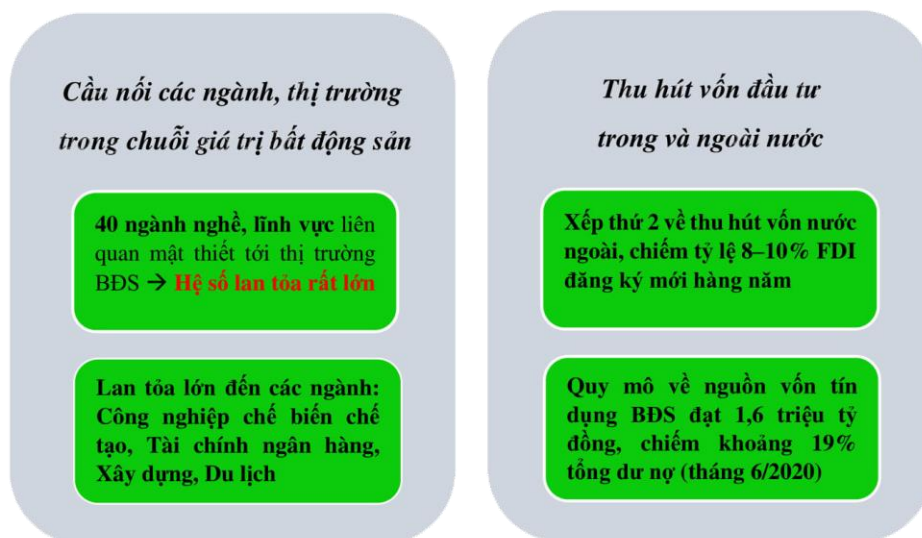 Cầu nối các ngành, thị trường
trong chuỗi giá trị bất động sản
40 ngành nghề, lĩnh vực liên
quan mật thiết tới thị trường
BĐS → Hệ số lan tỏa rất lớn
Lan tỏa lớn đến các ngành:
Công nghiệp chế biến chế
tạo, Tài chính ngân hàng,
Xây dựng, Du lịch
Thu hút vốn đầu tư
trong và ngoài nước
Xếp thứ 2 về thu hút vốn nước
ngoài, chiếm tỷ lệ 8–10% FDI
đăng ký mới hàng năm
Quy mô về nguồn vốn tín
dụng BĐS đạt 1,6 triệu tỷ
đồng, chiếm khoảng 19%
tổng dư nợ (tháng 6/2020)